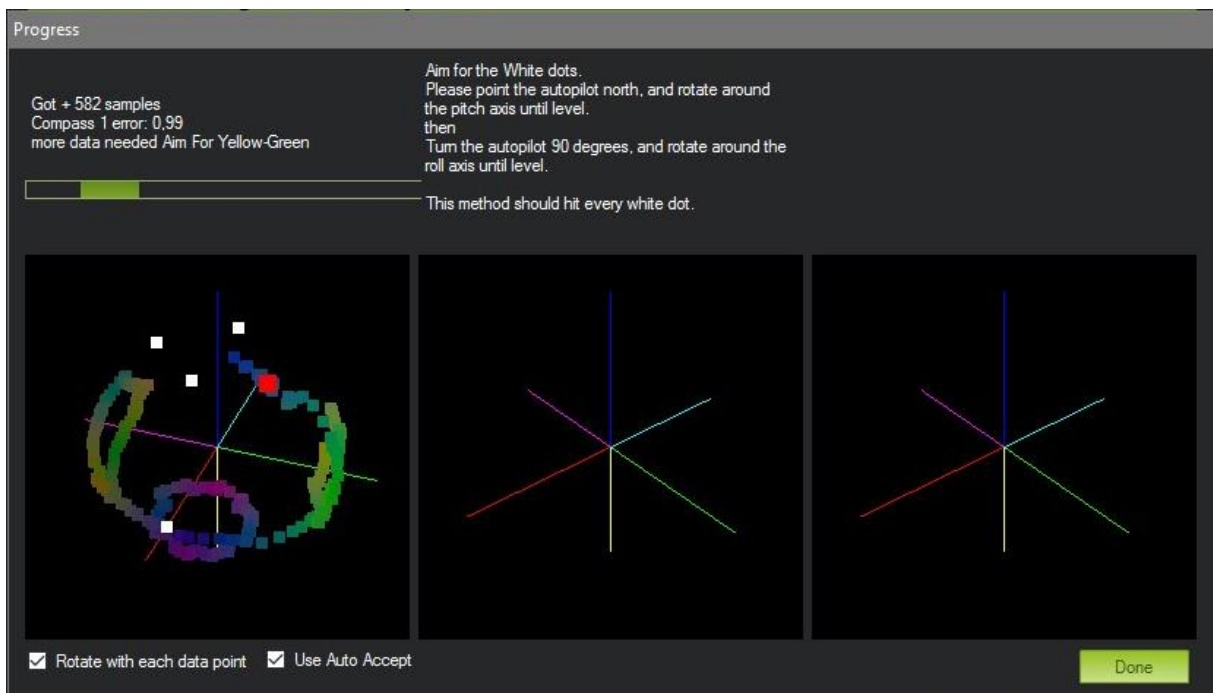 Progress
Got + 582 samples
Compass 1 error: 0,99
more data needed Aim For Yellow-Green
Aim for the White dots.
Please point the autopilot north, and rotate around
the pitch axis until level.
then
Turn the autopilot 90 degrees, and rotate around the
roll axis until level.
This method should hit every white dot.
Rotate with each data point
Use Auto Accept
Done